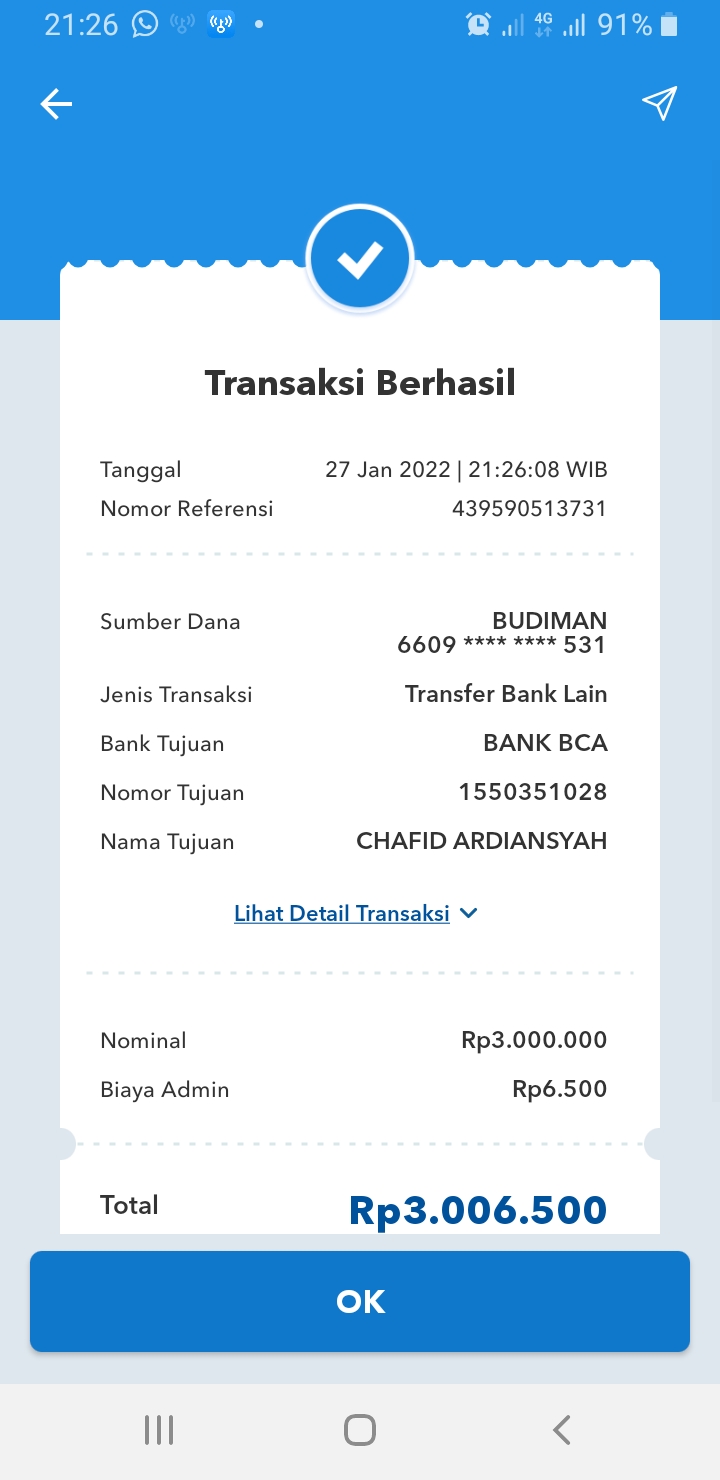 21:26 4G 91%
Transaksi Berhasil
Tanggal 27 Jan 2022 | 21:26:08 WIB
Nomor Referensi 439590513731
Sumber Dana BUDIMAN
6609 **** **** 531
Jenis Transaksi Transfer Bank Lain
Bank Tujuan BANK BCA
Nomor Tujuan 1550351028
Nama Tujuan CHAFID ARDIANSYAH
Lihat Detail Transaksi
Nominal Rp3.000.000
Biaya Admin Rp6.500
Total Rp3.006.500
OK